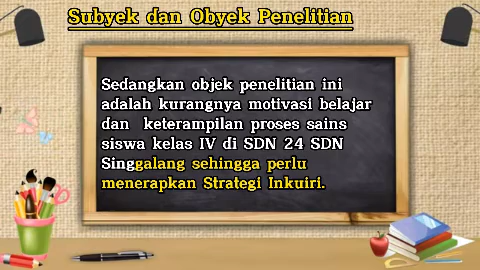 Subyek dan Obyek Penelitian
Sedangkan objek penelitian ini
adalah kurangnya motivasi belajar
dan keterampilan proses sains
siswa kelas IV di SDN 24 SDN
Singgalang sehingga perlu
menerapkan Strategi Inkuiri.